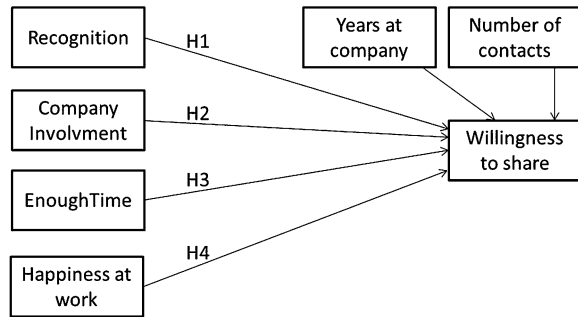 Recognition
H1
Years at
company
Number of
contacts
Company
Involvment
H2
Willingness
to share
EnoughTime
H3
H4
Happiness at
work